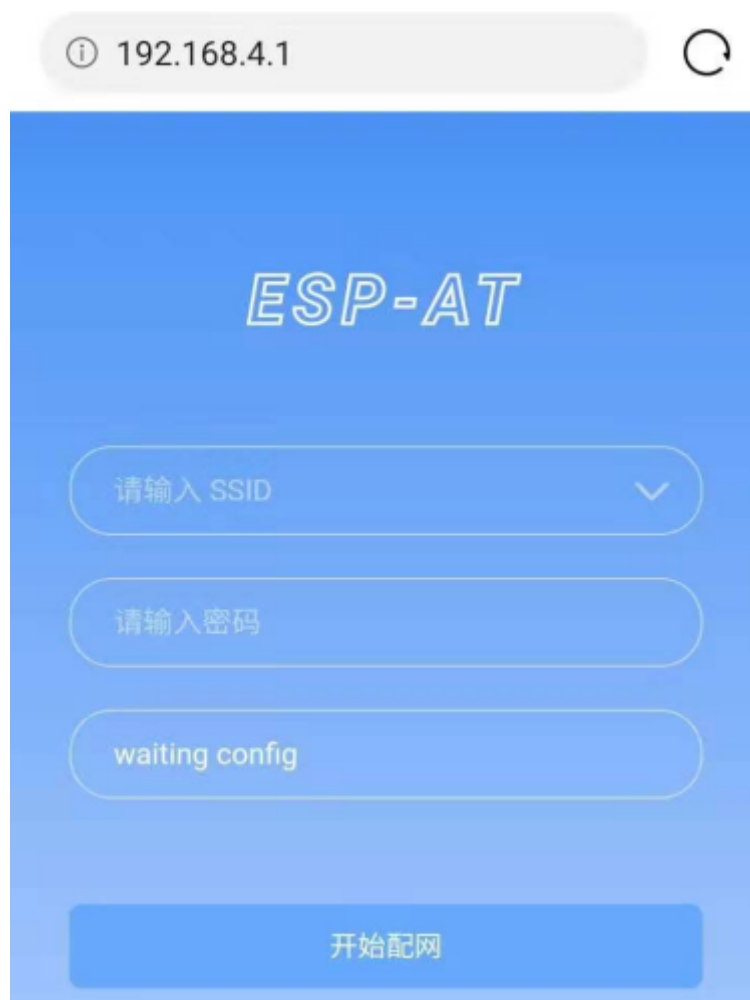 192.168.4.1
ESP-AT
请输入 SSID
请输入密码
waiting config
开始配网